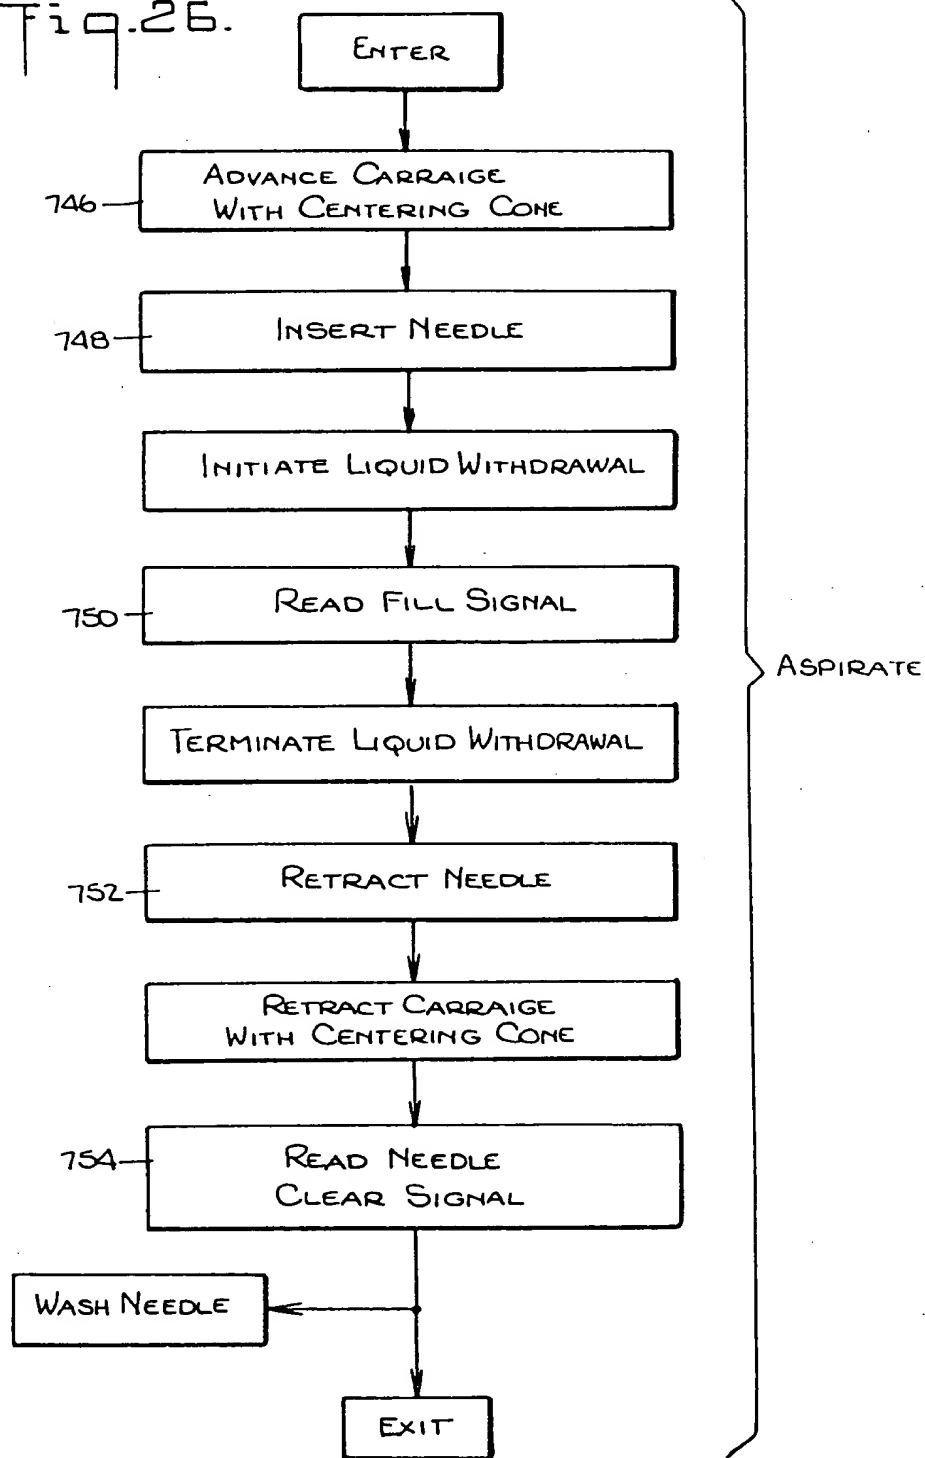 Fig.26.
ENTER
ADVANCE CARRAIGE
WITH CENTERING CONE
746
INSERT NEEDLE
748
INITIATE LIQUID WITHDRAWAL
READ FILL SIGNAL
750
ASPIRATE
TERMINATE LIQUID WITHDRAWAL
RETRACT NEEDLE
752
RETRACT CARRAIGE
WITH CENTERING CONE
READ NEEDLE
CLEAR SIGNAL
754
WASH NEEDLE
EXIT